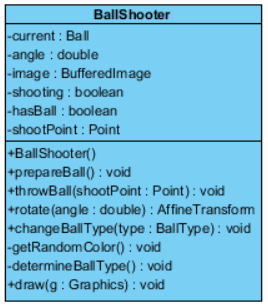 BallShooter
-current : Ball
-angle : double
-image : BufferedImage
-shooting : boolean
-hasBall : boolean
-shootPoint : Point
+BallShooter()
+prepareBall() : void
+throwBall(shootPoint : Point) : void
+rotate(angle : double) : AffineTransform
+changeBallType(type : BallType) : void
-getRandomColor() : void
-determineBallType() : void
+draw(g : Graphics) : void